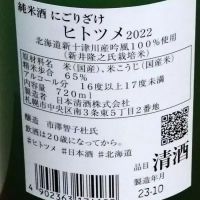 純米酒 にごりざけ
ヒトツメ2022
北海道新十津川産吟風100%使用
(新井隆之氏栽培米)
原材料名 米(国産)、米こうじ(国産米)
精米歩合 65%
アルコール分 16度以上17度未満
内容量 720ml
製造者 日本清酒株式会社
札幌市中央区南3条東5丁目2番地
醸造 市澤智子杜氏
飲酒は20歳になってから。
#ヒトツメ #日本酒 #北海道
品目
清酒
製造年月
23·10